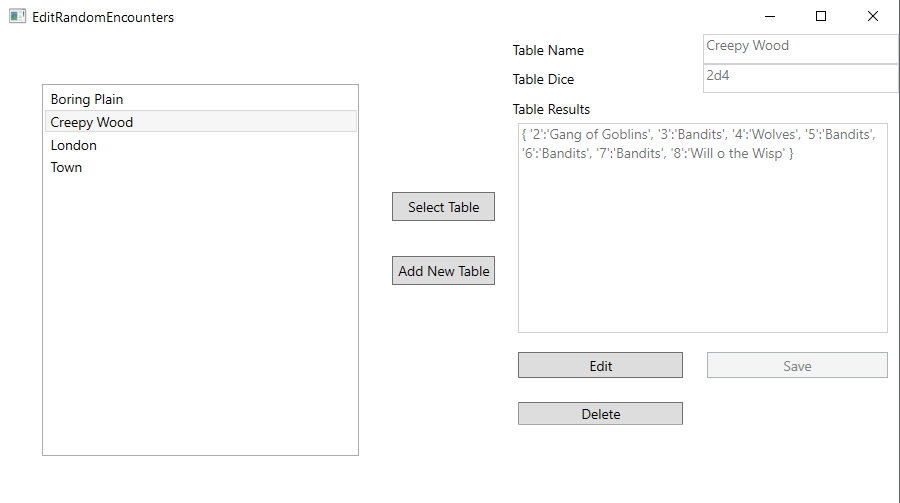 EditRandomEncounters
Boring Plain
Creepy Wood
London
Town
Select Table
Add New Table
Table Name
Creepy Wood
Table Dice
2d4
Table Results
{ '2':'Gang of Goblins', '3':'Bandits', '4':'Wolves', '5':'Bandits',
'6':'Bandits', '7':'Bandits', '8':'Will o the Wisp' }
Edit
Save
Delete